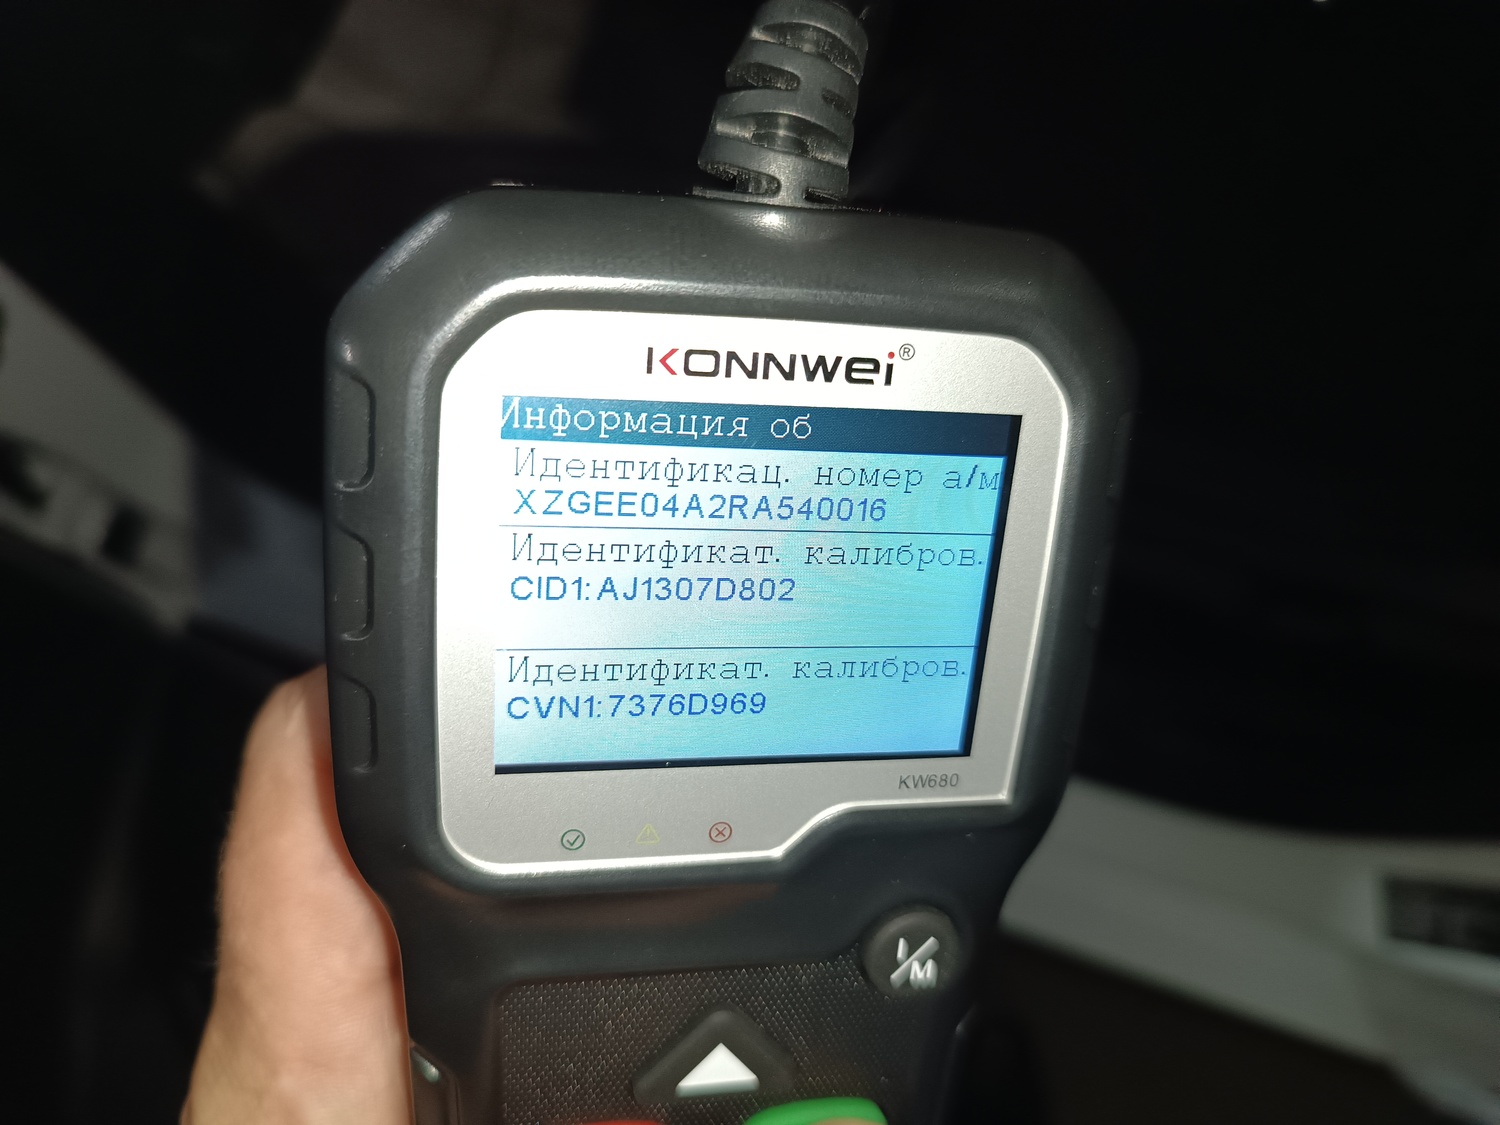 KONNWEi®
Информация об
Идентификац. номер а/м
XZGEE04A2RA540016
Идентификат. калибров.
CID1:AJ1307D802
Идентификат. калибров.
CVN1:7376D969
KW680
I/M